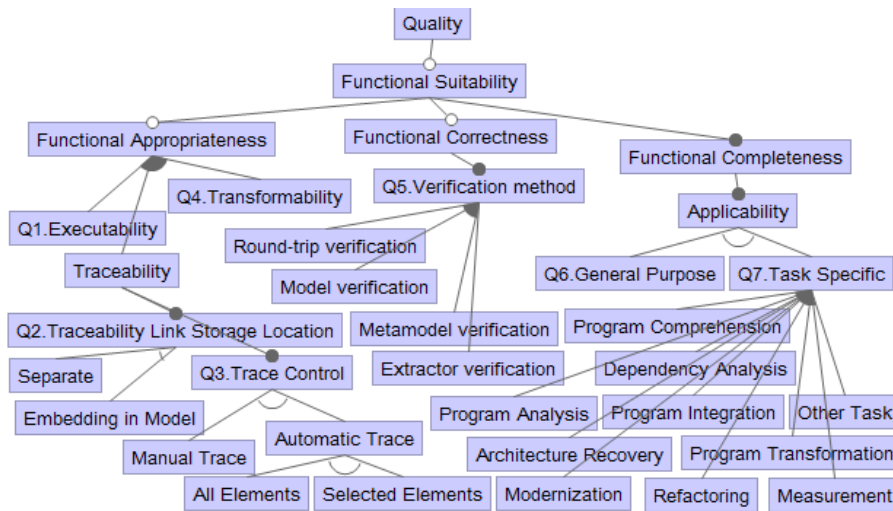 Quality
Functional Suitability
Functional Appropriateness
Functional Correctness
Functional Completeness
Q4.Transformability
Q5.Verification method
Q1.Executability
Applicability
Round-trip verification
Traceability
Q6.General Purpose
Q7.Task Specific
Model verification
Q2.Traceability Link Storage Location
Metamodel verification
Program Comprehension
Separate
Q3.Trace Control
Extractor verification
Dependency Analysis
Embedding in Model
Program Analysis
Program Integration
Other Task
Automatic Trace
Manual Trace
Architecture Recovery
Program Transformation
All Elements
Selected Elements
Modernization
Refactoring
Measurement